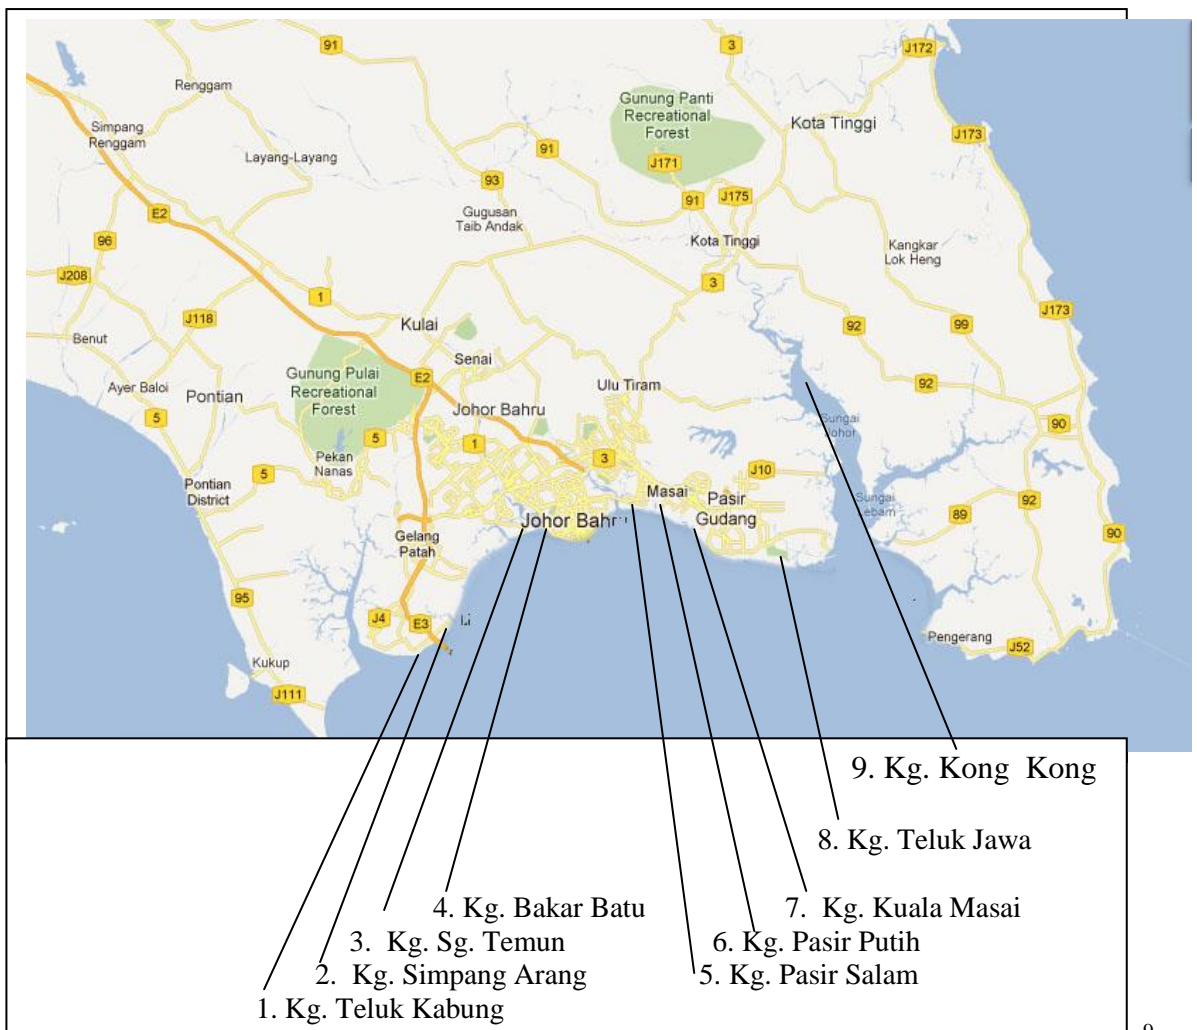 91
3
J172
Renggam
Gunung Panti
Recreational
Forest
Kota Tinggi
Simpang
Renggam
J173
Layang-Layang
91
J171
93
91
J175
E2
Gugusan
Taib Andak
96
Kota Tinggi
Kangkar
Lok Heng
J208
3
1
J173
J118
Kulai
92
99
Benut
Senai
Gunung Pulai
Recreational
Forest
E2
Ulu Tiram
92
Ayer Baloi
Pontian
5
Johor Bahru
Sungai
Johor
90
5
1
3
Pekan
Nanas
5
J10
Pontian
District
Masai
Pasir
Gudang
Sungai
Lebam
92
89
Johor Bahr
Gelang
Patah
90
95
J4
E3
Li
Pengerang
J52
Kukup
J111
9. Kg. Kong Kong
8. Kg. Teluk Jawa
4. Kg. Bakar Batu
7. Kg. Kuala Masai
3. Kg. Sg. Temun
6. Kg. Pasir Putih
2. Kg. Simpang Arang
5. Kg. Pasir Salam
1. Kg. Teluk Kabung